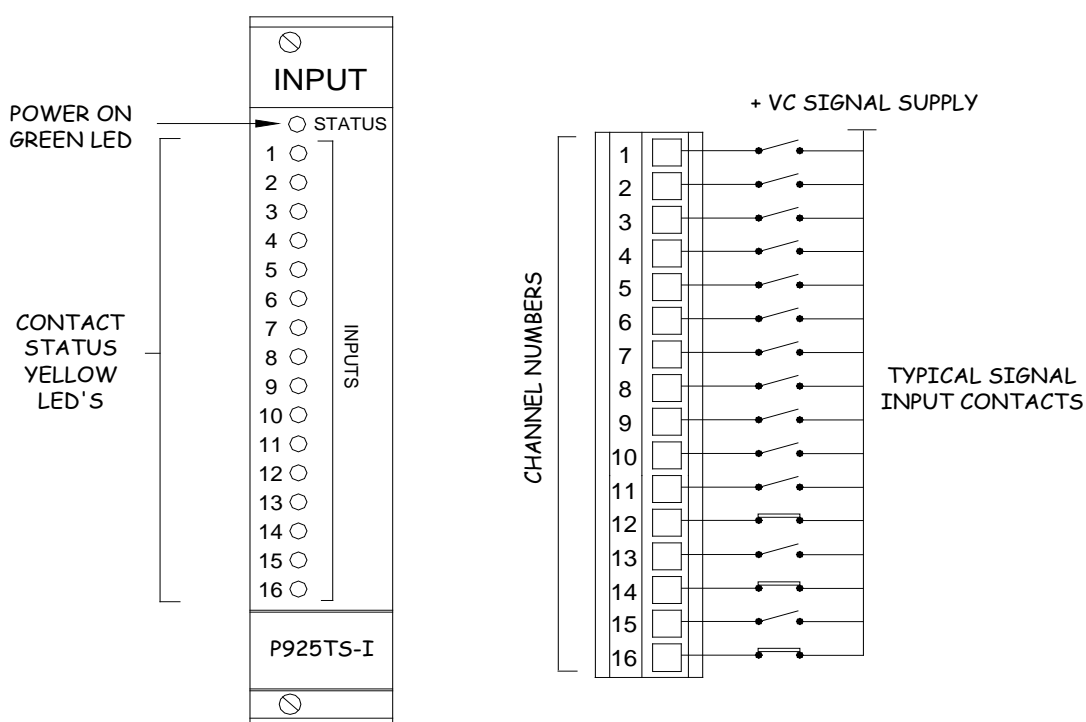 INPUT
POWER ON
GREEN LED
STATUS
1
2
3
4
5
6
7
8
9
10
11
12
13
14
15
16
INPUTS
CONTACT
STATUS
YELLOW
LED'S
P925TS-I
+ VC SIGNAL SUPPLY
CHANNEL NUMBERS
1
2
3
4
5
6
7
8
9
10
11
12
13
14
15
16
TYPICAL SIGNAL
INPUT CONTACTS